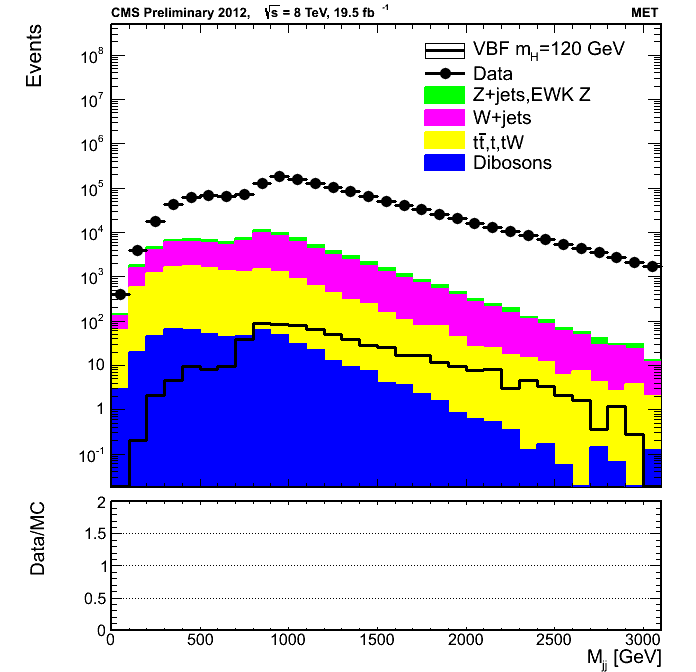 CMS Preliminary 2012, √s = 8 TeV, 19.5 fb⁻¹ MET
Events
VBF m_H=120 GeV
Data
Z+jets,EWK Z
W+jets
tt̄,t,tW
Dibosons
10⁸
10⁷
10⁶
10⁵
10⁴
10³
10²
10
1
10⁻¹
Data/MC
2
1.5
1
0.5
0
0 500 1000 1500 2000 2500 3000
M_jj [GeV]